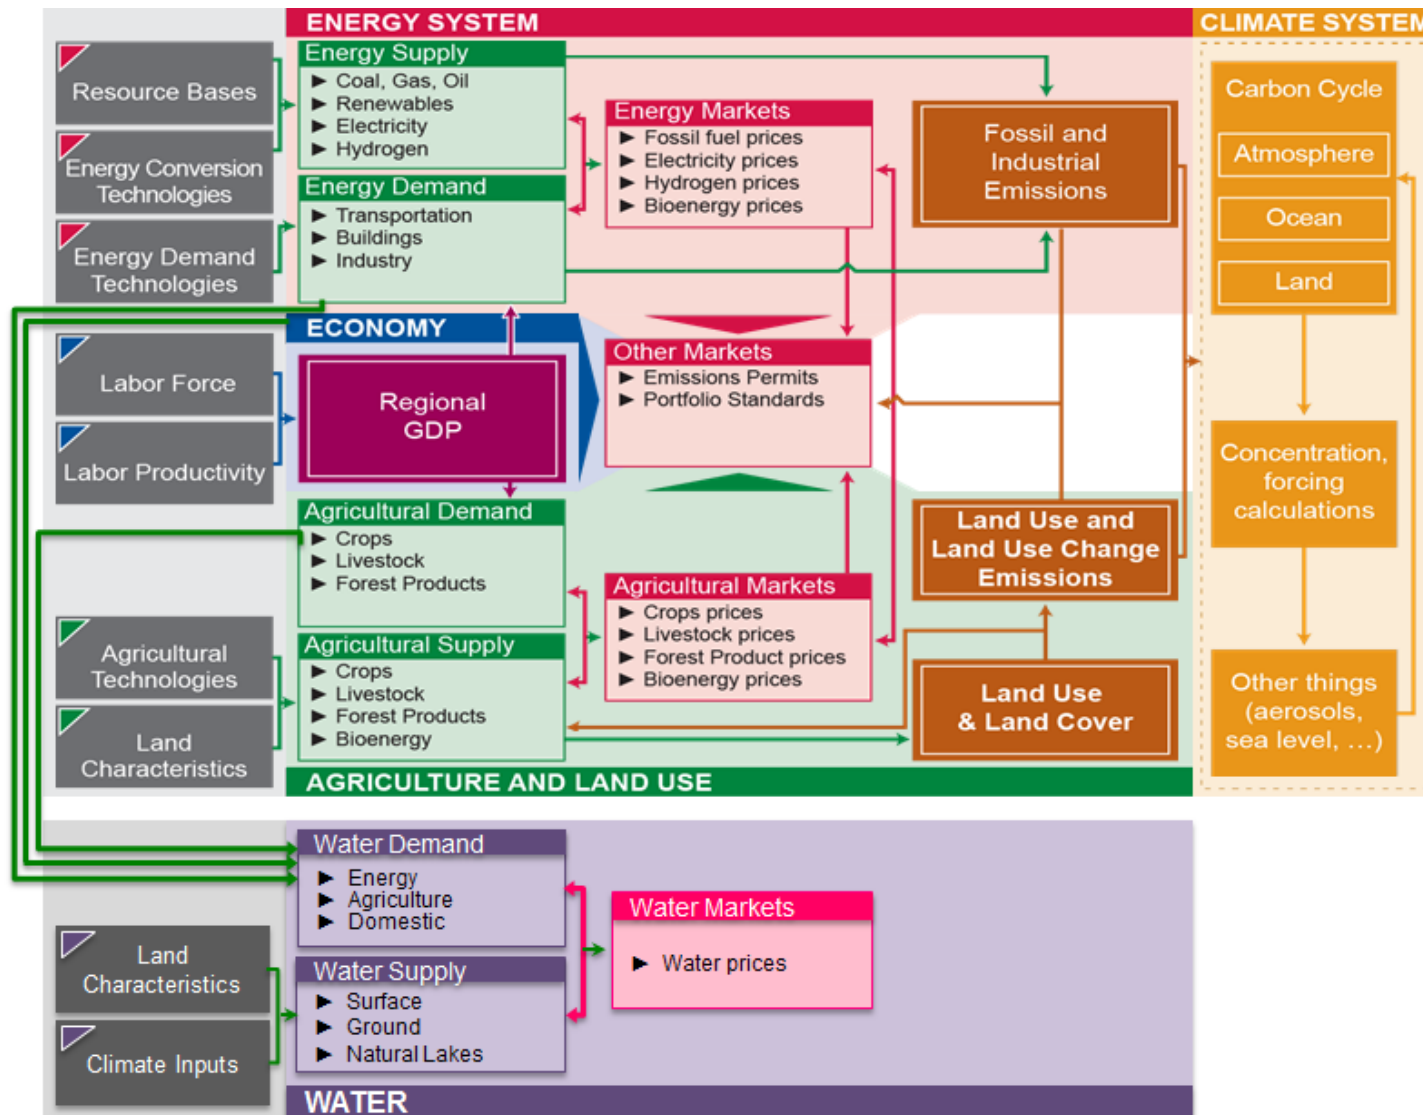 ENERGY SYSTEM
CLIMATE SYSTEM
Resource Bases
Energy Conversion
Technologies
Energy Demand
Technologies
Energy Supply
► Coal, Gas, Oil
► Renewables
► Electricity
► Hydrogen
Energy Demand
► Transportation
► Buildings
► Industry
Energy Markets
► Fossil fuel prices
► Electricity prices
► Hydrogen prices
► Bioenergy prices
Fossil and
Industrial
Emissions
Carbon Cycle
Atmosphere
Ocean
Land
ECONOMY
Labor Force
Labor Productivity
Regional
GDP
Other Markets
► Emissions Permits
► Portfolio Standards
Concentration,
forcing
calculations
Agricultural Demand
► Crops
► Livestock
► Forest Products
Agricultural Technologies
Land
Characteristics
Agricultural Supply
► Crops
► Livestock
► Forest Products
► Bioenergy
Agricultural Markets
► Crops prices
► Livestock prices
► Forest Product prices
► Bioenergy prices
Land Use and
Land Use Change
Emissions
Land Use
& Land Cover
Other things
(aerosols,
sea level, …)
AGRICULTURE AND LAND USE
Water Demand
► Energy
► Agriculture
► Domestic
Land
Characteristics
Climate Inputs
Water Supply
► Surface
► Ground
► Natural Lakes
Water Markets
► Water prices
WATER